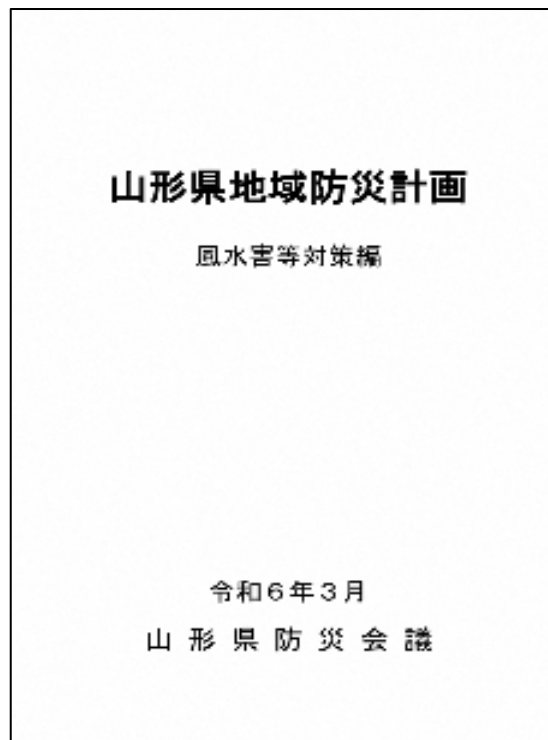 山形県地域防災計画
風水害等対策編
令和６年３月
山形県防災会議